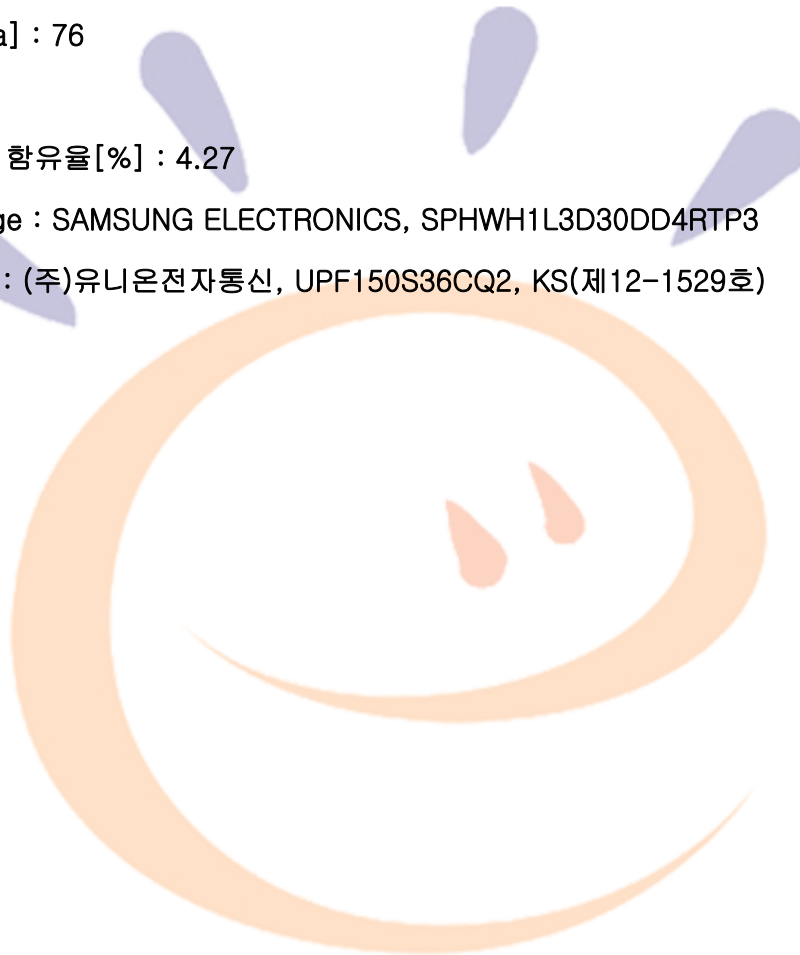 a] : 76
함유율[%] : 4.27
ge : SAMSUNG ELECTRONICS, SPHWH1L3D30DD4RTP3
: (주)유니온전자통신, UPF150S36CQ2, KS(제12-1529호)